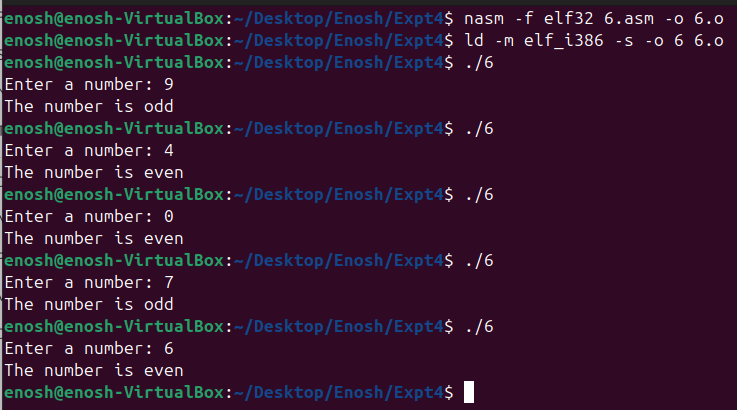 enosh@enosh-VirtualBox:~/Desktop/Enosh/Expt4$ nasm -f elf32 6.asm -o 6.o
enosh@enosh-VirtualBox:~/Desktop/Enosh/Expt4$ ld -m elf_i386 -s -o 6 6.o
enosh@enosh-VirtualBox:~/Desktop/Enosh/Expt4$ ./6
Enter a number: 9
The number is odd
enosh@enosh-VirtualBox:~/Desktop/Enosh/Expt4$ ./6
Enter a number: 4
The number is even
enosh@enosh-VirtualBox:~/Desktop/Enosh/Expt4$ ./6
Enter a number: 0
The number is even
enosh@enosh-VirtualBox:~/Desktop/Enosh/Expt4$ ./6
Enter a number: 7
The number is odd
enosh@enosh-VirtualBox:~/Desktop/Enosh/Expt4$ ./6
Enter a number: 6
The number is even
enosh@enosh-VirtualBox:~/Desktop/Enosh/Expt4$